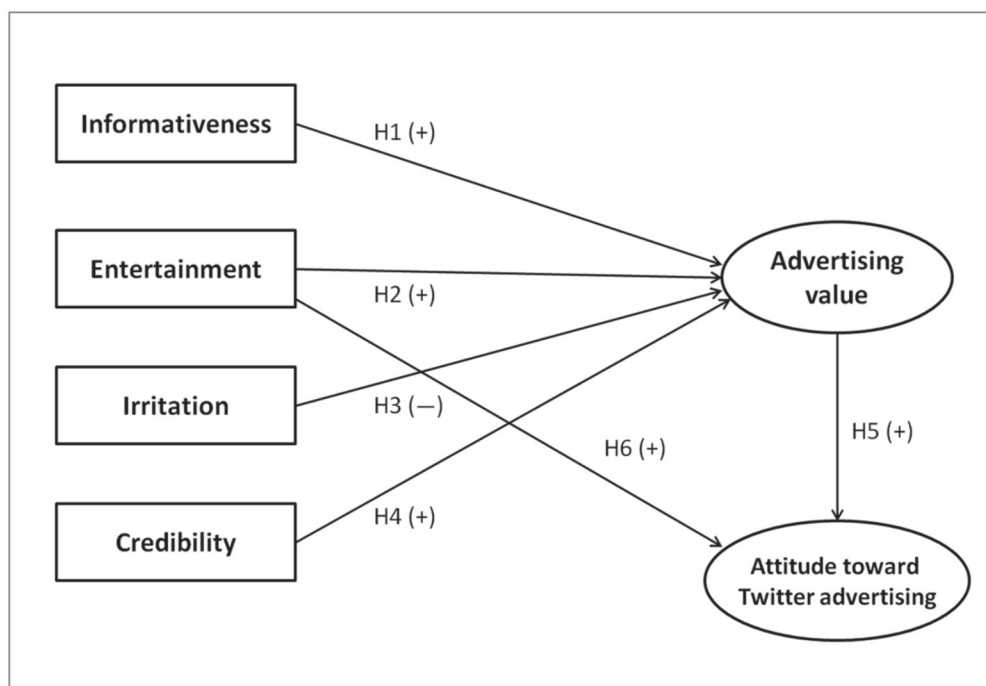 Informativeness
H1 (+)
Entertainment
H2 (+)
Advertising
value
Irritation
H3 (—)
H6 (+)
H5 (+)
Credibility
H4 (+)
Attitude toward
Twitter advertising